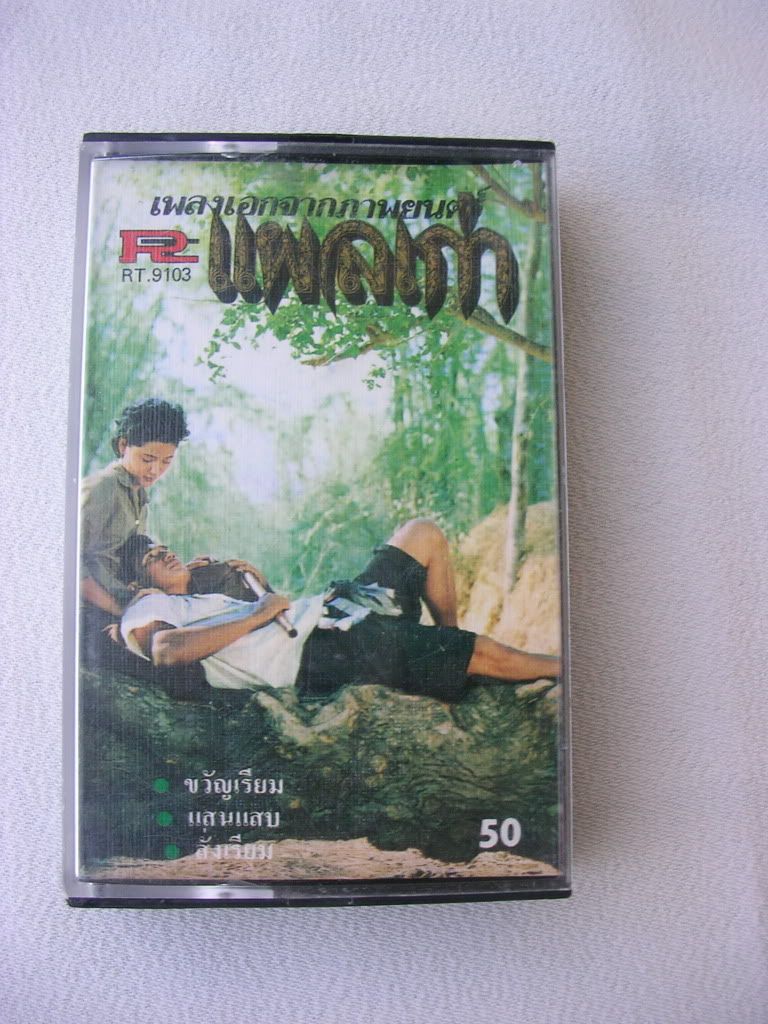 เพลงเอกจากภาพยนตร์
แผลเก่า
RT.9103
ขวัญเรียม
แสนแสบ
สั่งเรียม
50